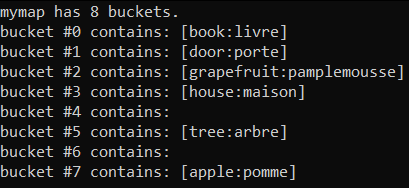 mymap has 8 buckets.
bucket #0 contains: [book:livre]
bucket #1 contains: [door:porte]
bucket #2 contains: [grapefruit:pamplemousse]
bucket #3 contains: [house:maison]
bucket #4 contains:
bucket #5 contains: [tree:arbre]
bucket #6 contains:
bucket #7 contains: [apple:pomme]